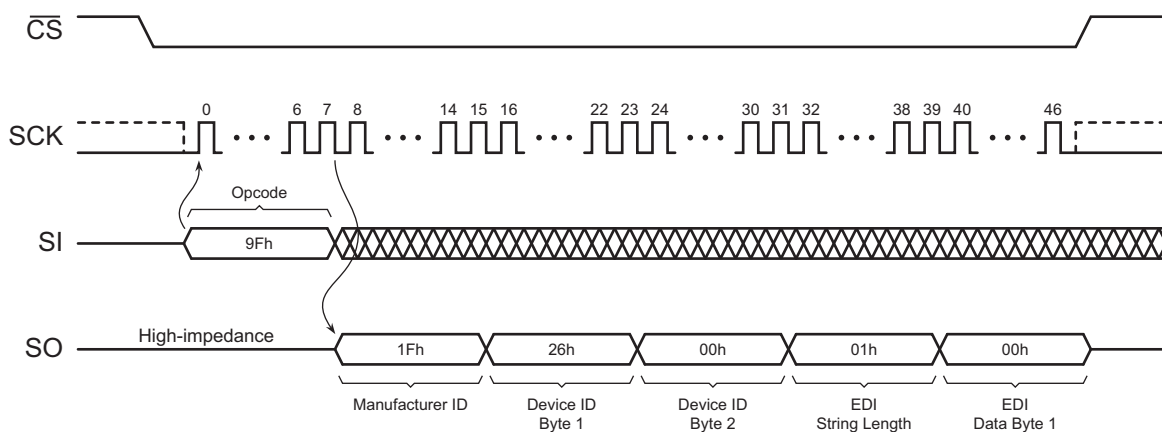 CS
0 6 7 8 14 15 16 22 23 24 30 31 32 38 39 40 46
SCK
Opcode
SI
9Fh
High-impedance
SO
1Fh 26h 00h 01h 00h
Manufacturer ID Device ID Device ID EDI EDI
Byte 1 Byte 2 String Length Data Byte 1